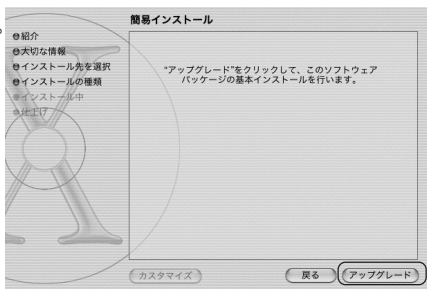 簡易インストール
紹介
大切な情報
インストール先を選択
インストールの種類
インストール中
仕上げ
“アップグレード”をクリックして、このソフトウェア
パッケージの基本インストールを行います。
カスタマイズ
戻る
アップグレード